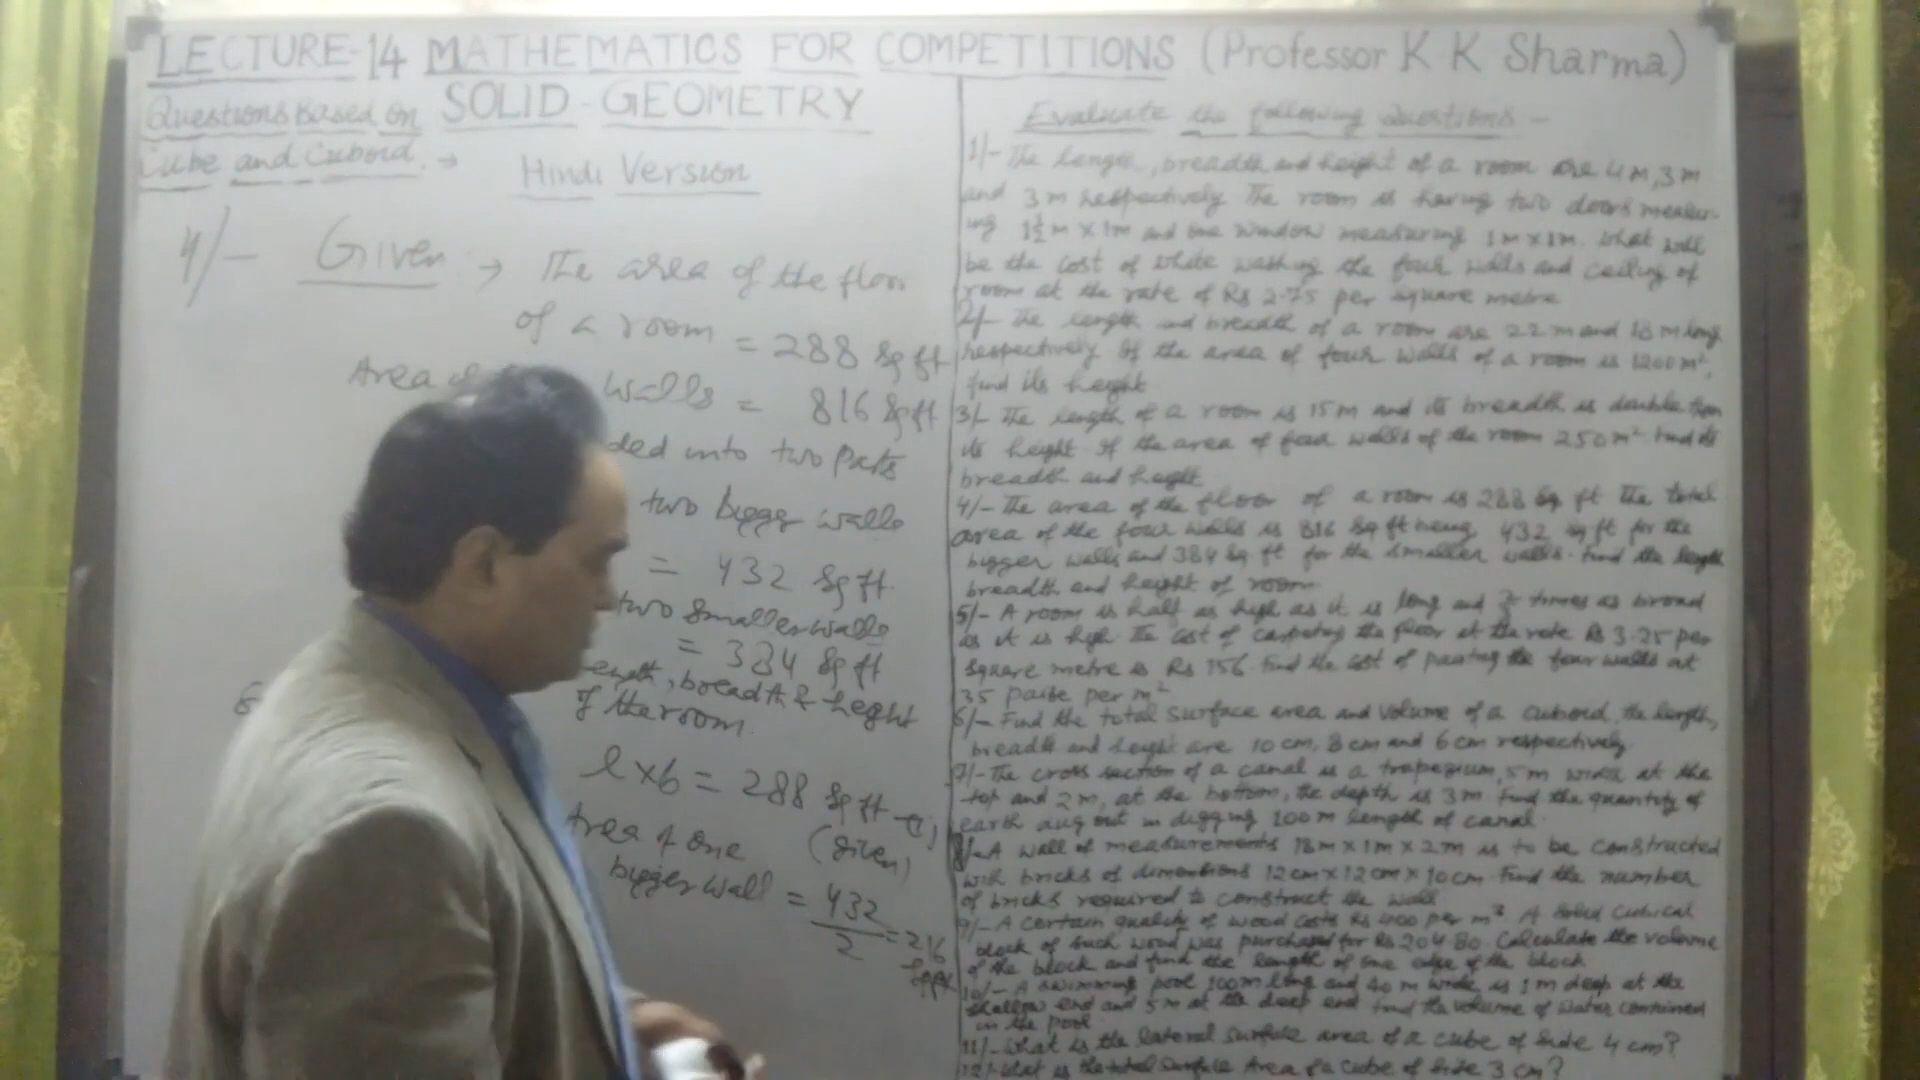 LECTURE-14 MATHEMATICS FOR COMPETITIONS (Professor K K Sharma)
Questions Based on SOLID-GEOMETRY
Cube and Cuboid. →
Hindi Version
4/- Given → The area of the floor
of a room = 288 Sq ft
Area walls = 816 Sq ft
ded into two Parts
two bigger walls
= 432 Sq ft.
two smaller walls
= 384 Sq ft
length, breadth & height
of the room.
l x b = 288 Sq ft -(i)
(given)
Area of one
bigger wall = 432/2 = 216
Sq ft
Evaluate the following Questions -
1/- The length, breadth and height of a room are 4m, 3m
and 3m respectively The room is having two doors measur-
ing 1½ m x 1m and one window measuring 1m x 1m. What will
be the cost of white washing the four walls and ceiling of
room at the rate of Rs 2.75 per square metre
2/- The length and breadth of a room are 22m and 18m long
respectively If the area of four walls of a room is 1200m²,
find its height
3/- The length of a room is 15m and its breadth is double than
its height If the area of four walls of the room 250m² Find its
breadth and height
4/- The area of the floor of a room is 288 Sq ft The total
area of the four walls is 816 Sq ft being 432 sq ft for the
bigger walls and 384 sq ft for the smaller walls. Find the length
breadth and height of room
5/- A room is half as high as it is long and times as broad
as it is high. The cost of carpeting the floor at the rate Rs 3.25 per
square metre is Rs 156. Find the cost of painting the four walls at
35 paise per m²
6/- Find the total surface area and volume of a cuboid, the length,
breadth and height are 10cm, 8cm and 6cm respectively
7/- The cross section of a canal is a trapezium, 5m width at the
top and 2m, at the bottom, the depth is 3m Find the quantity of
earth dug out in digging 100m length of canal
8/- A wall of measurements 18m x 1m x 2m is to be constructed
with bricks of dimentions 12cm x 12cm x 10cm Find the number
of bricks required to construct the wall
9/- A certain quality of wood costs Rs 400 per m³ A solid cubical
block of such wood was purchased for Rs 204.80 Calculate the volume
of the block and find the length of one edge of the block.
10/- A swimming pool 100m long and 40m wide is 1m deep at the
shallow end and 5m at the deep end Find the volume of water contained
in the pool
11/- What is the lateral surface area of a cube of side 4 cm?
12/- What is the total surface Area of a cube of side 3 cm?